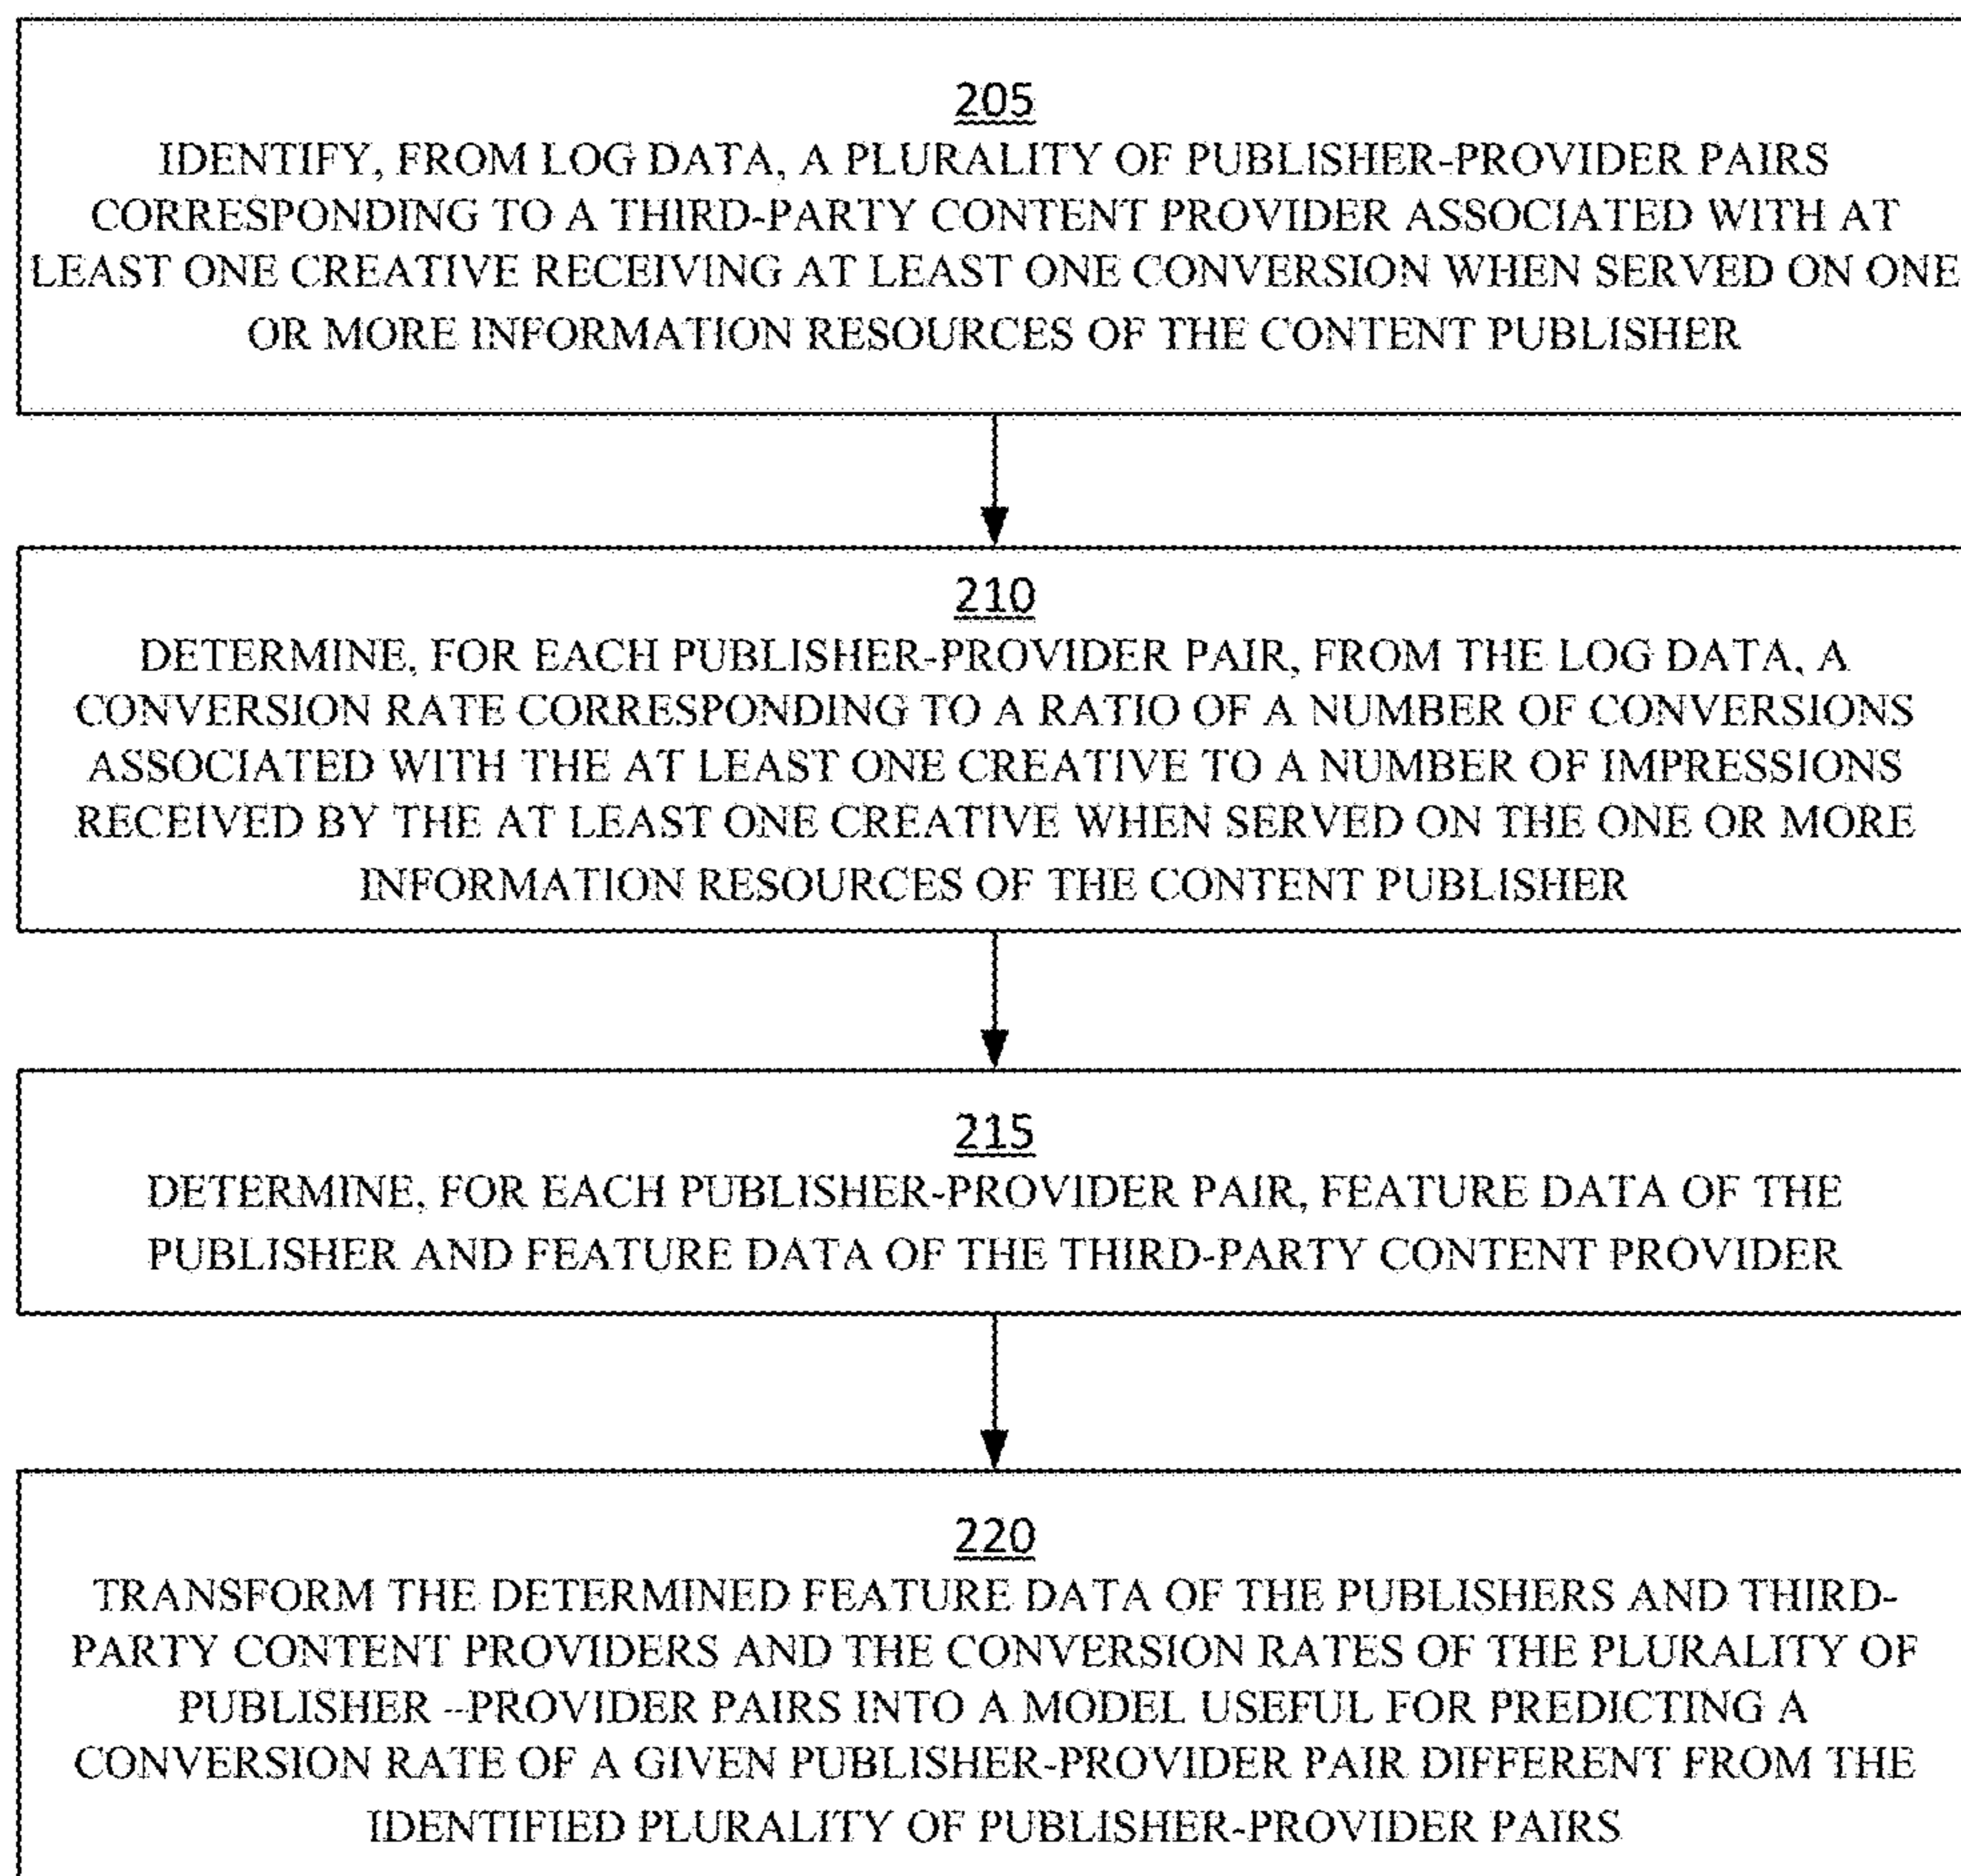 205
IDENTIFY, FROM LOG DATA, A PLURALITY OF PUBLISHER-PROVIDER PAIRS
CORRESPONDING TO A THIRD-PARTY CONTENT PROVIDER ASSOCIATED WITH AT
LEAST ONE CREATIVE RECEIVING AT LEAST ONE CONVERSION WHEN SERVED ON ONE
OR MORE INFORMATION RESOURCES OF THE CONTENT PUBLISHER
210
DETERMINE, FOR EACH PUBLISHER-PROVIDER PAIR, FROM THE LOG DATA, A
CONVERSION RATE CORRESPONDING TO A RATIO OF A NUMBER OF CONVERSIONS
ASSOCIATED WITH THE AT LEAST ONE CREATIVE TO A NUMBER OF IMPRESSIONS
RECEIVED BY THE AT LEAST ONE CREATIVE WHEN SERVED ON THE ONE OR MORE
INFORMATION RESOURCES OF THE CONTENT PUBLISHER
215
DETERMINE, FOR EACH PUBLISHER-PROVIDER PAIR, FEATURE DATA OF THE
PUBLISHER AND FEATURE DATA OF THE THIRD-PARTY CONTENT PROVIDER
220
TRANSFORM THE DETERMINED FEATURE DATA OF THE PUBLISHERS AND THIRD-
PARTY CONTENT PROVIDERS AND THE CONVERSION RATES OF THE PLURALITY OF
PUBLISHER --PROVIDER PAIRS INTO A MODEL USEFUL FOR PREDICTING A
CONVERSION RATE OF A GIVEN PUBLISHER-PROVIDER PAIR DIFFERENT FROM THE
IDENTIFIED PLURALITY OF PUBLISHER-PROVIDER PAIRS